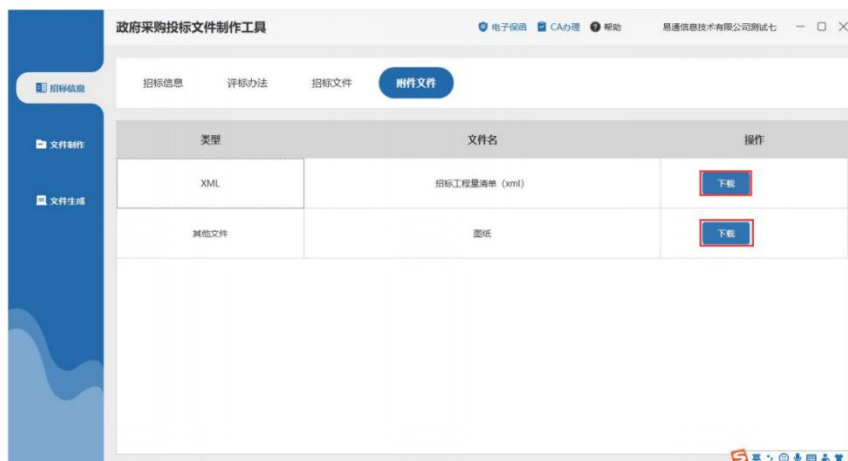 政府采购投标文件制作工具 电子保函 CA办理 帮助 易通信息技术有限公司测试七
招标信息
文件制作
文件生成
招标信息 评标办法 招标文件 附件文件
类型 文件名 操作
XML 招标工程量清单（xml） 下载
其他文件 图纸 下载
英